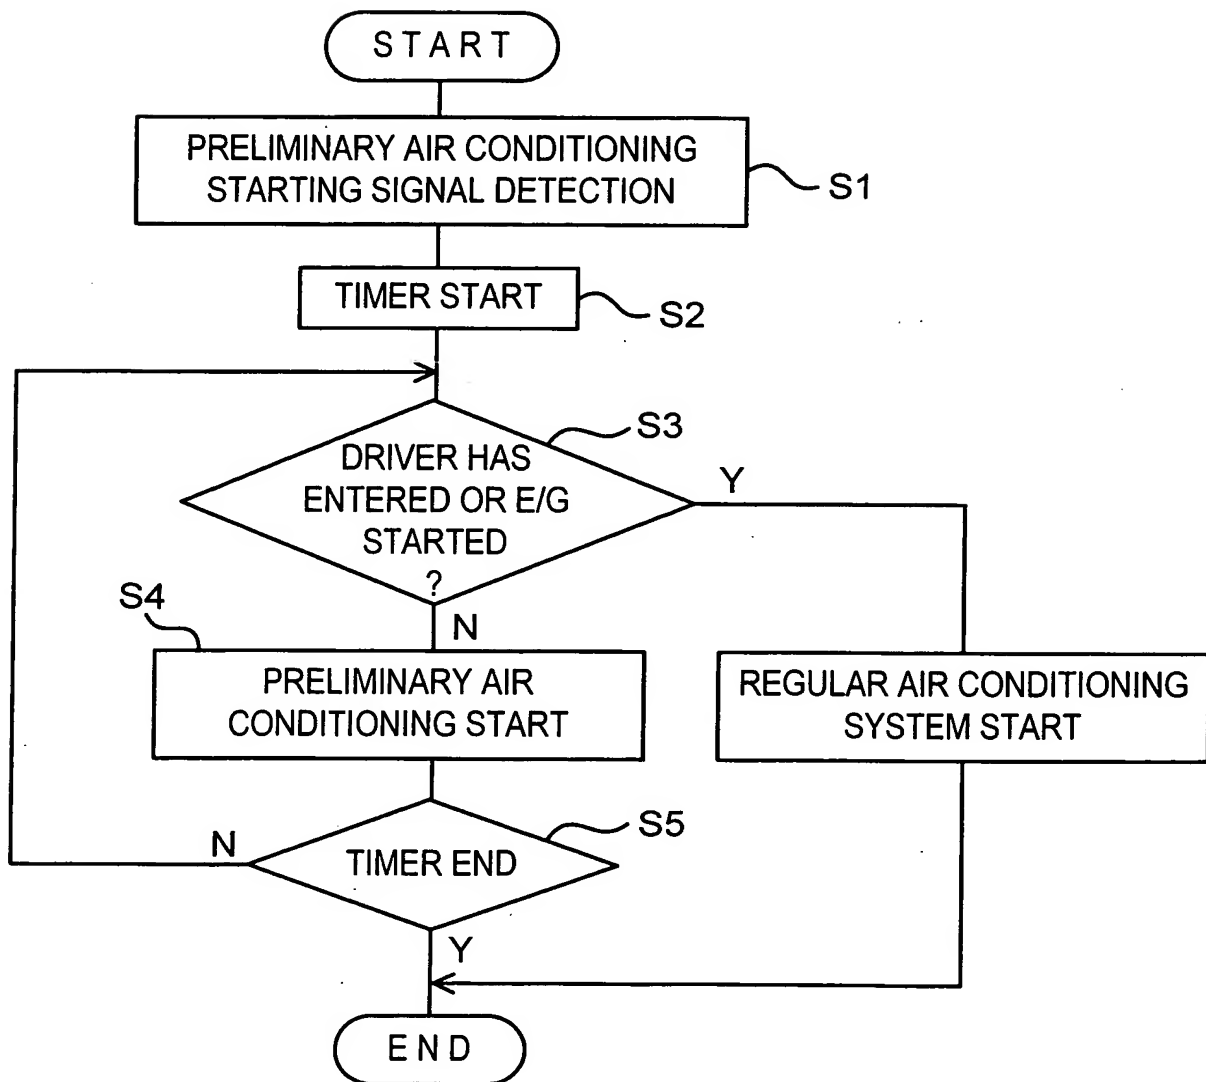 START
PRELIMINARY AIR CONDITIONING
STARTING SIGNAL DETECTION
S1
TIMER START
S2
S3
DRIVER HAS
ENTERED OR E/G
STARTED
?
Y
N
S4
PRELIMINARY AIR
CONDITIONING START
REGULAR AIR CONDITIONING
SYSTEM START
S5
N
TIMER END
Y
END